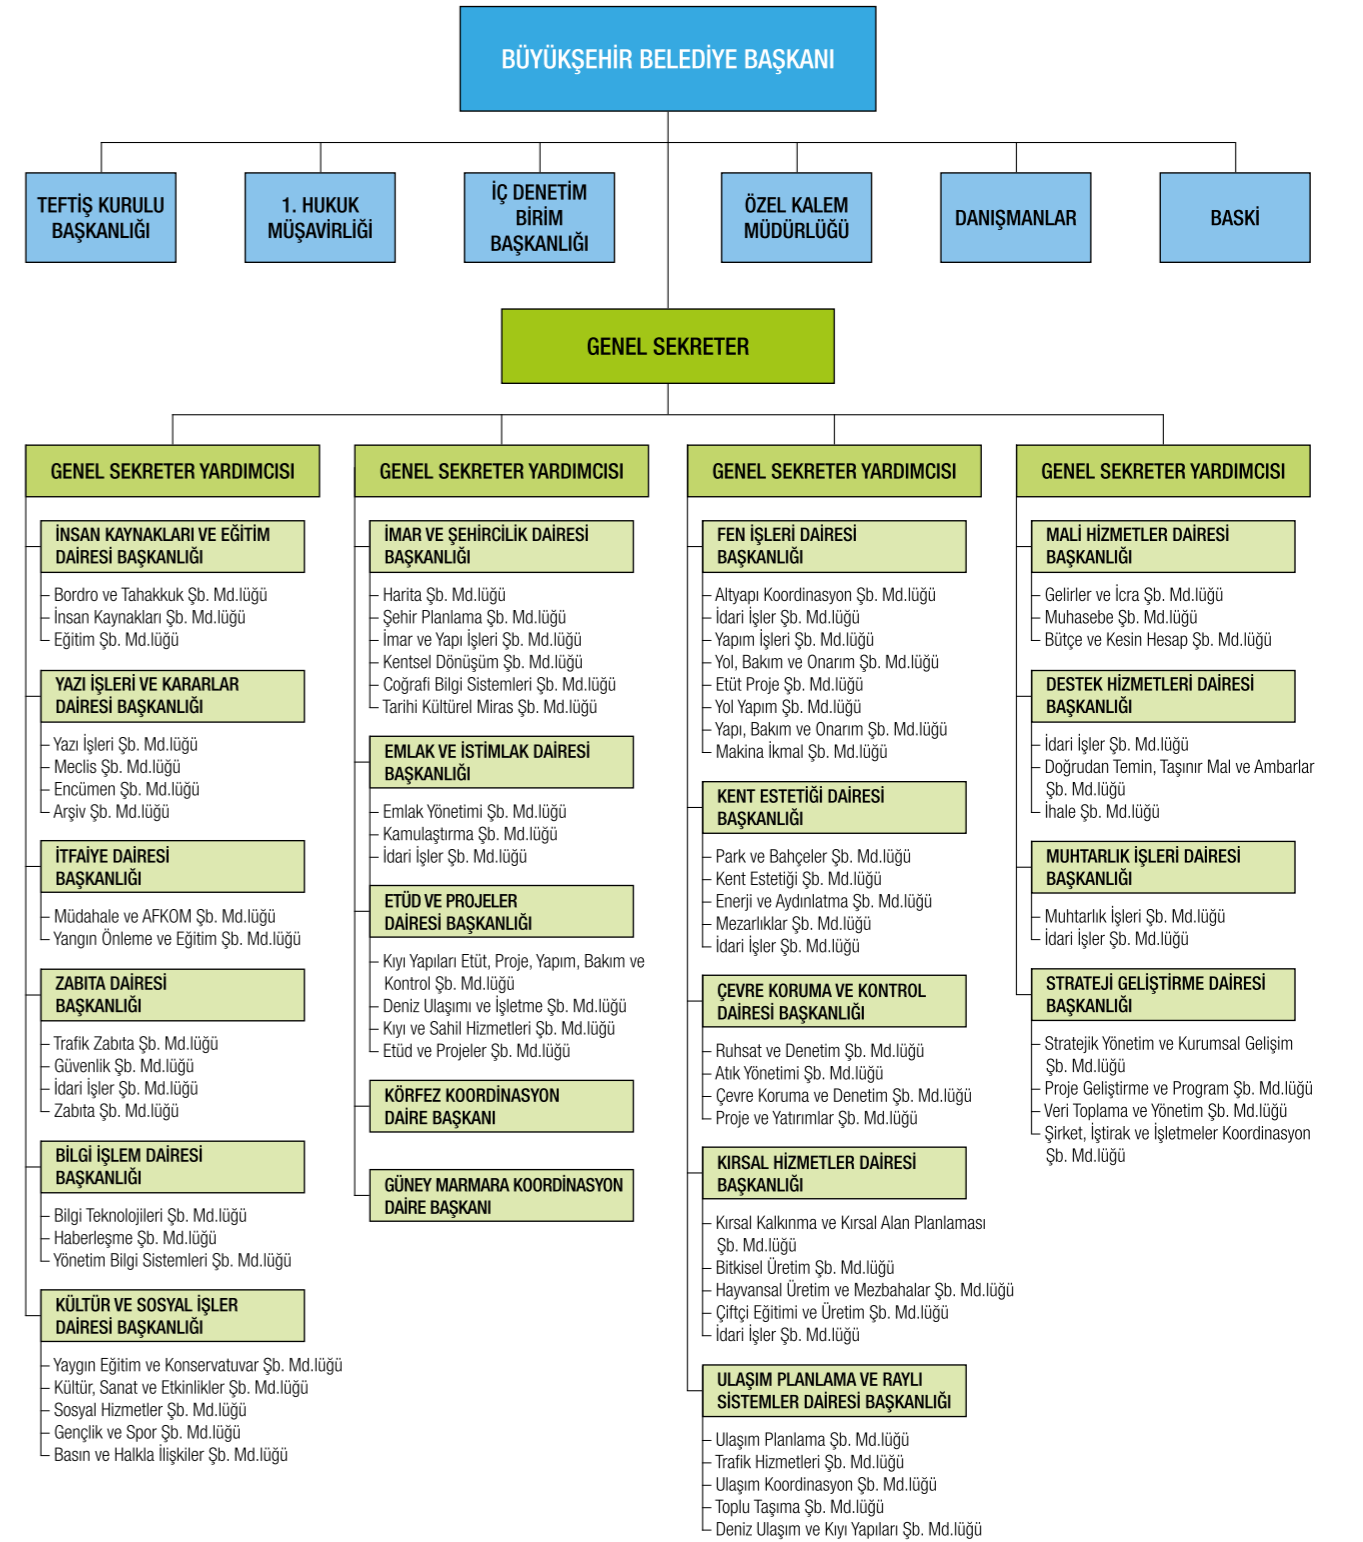 BÜYÜKŞEHİR BELEDİYE BAŞKANI
TEFTİŞ KURULU
BAŞKANLIĞI
1. HUKUK
MÜŞAVİRLİĞİ
İÇ DENETİM
BİRİM
BAŞKANLIĞI
ÖZEL KALEM
MÜDÜRLÜĞÜ
DANIŞMANLAR
BASKİ
GENEL SEKRETER
GENEL SEKRETER YARDIMCISI
İNSAN KAYNAKLARI VE EĞİTİM
DAİRESİ BAŞKANLIĞI
Bordro ve Tahakkuk Şb. Md.lüğü
İnsan Kaynakları Şb. Md.lüğü
Eğitim Şb. Md.lüğü
YAZI İŞLERİ VE KARARLAR
DAİRESİ BAŞKANLIĞI
Yazı İşleri Şb. Md.lüğü
Meclis Şb. Md.lüğü
Encümen Şb. Md.lüğü
Arşiv Şb. Md.lüğü
İTFAİYE DAİRESİ
BAŞKANLIĞI
Müdahale ve AFKOM Şb. Md.lüğü
Yangın Önleme ve Eğitim Şb. Md.lüğü
ZABITA DAİRESİ
BAŞKANLIĞI
Trafik Zabıta Şb. Md.lüğü
Güvenlik Şb. Md.lüğü
İdari İşler Şb. Md.lüğü
Zabıta Şb. Md.lüğü
BİLGİ İŞLEM DAİRESİ
BAŞKANLIĞI
Bilgi Teknolojileri Şb. Md.lüğü
Haberleşme Şb. Md.lüğü
Yönetim Bilgi Sistemleri Şb. Md.lüğü
KÜLTÜR VE SOSYAL İŞLER
DAİRESİ BAŞKANLIĞI
Yaygın Eğitim ve Konservatuvar Şb. Md.lüğü
Kültür, Sanat ve Etkinlikler Şb. Md.lüğü
Sosyal Hizmetler Şb. Md.lüğü
Gençlik ve Spor Şb. Md.lüğü
Basın ve Halkla İlişkiler Şb. Md.lüğü
GENEL SEKRETER YARDIMCISI
İMAR VE ŞEHİRCİLİK DAİRESİ
BAŞKANLIĞI
Harita Şb. Md.lüğü
Şehir Planlama Şb. Md.lüğü
İmar ve Yapı İşleri Şb. Md.lüğü
Kentsel Dönüşüm Şb. Md.lüğü
Coğrafi Bilgi Sistemleri Şb. Md.lüğü
Tarihi Kültürel Miras Şb. Md.lüğü
EMLAK VE İSTİMLAK DAİRESİ
BAŞKANLIĞI
Emlak Yönetimi Şb. Md.lüğü
Kamulaştırma Şb. Md.lüğü
İdari İşler Şb. Md.lüğü
ETÜD VE PROJELER
DAİRESİ BAŞKANLIĞI
Kıyı Yapıları Etüt, Proje, Yapım, Bakım ve
Kontrol Şb. Md.lüğü
Deniz Ulaşımı ve İşletme Şb. Md.lüğü
Kıyı ve Sahil Hizmetleri Şb. Md.lüğü
Etüd ve Projeler Şb. Md.lüğü
KÖRFEZ KOORDİNASYON
DAİRE BAŞKANI
GÜNEY MARMARA KOORDİNASYON
DAİRE BAŞKANI
GENEL SEKRETER YARDIMCISI
FEN İŞLERİ DAİRESİ
BAŞKANLIĞI
Altyapı Koordinasyon Şb. Md.lüğü
İdari İşler Şb. Md.lüğü
Yapım İşleri Şb. Md.lüğü
Yol, Bakım ve Onarım Şb. Md.lüğü
Etüt Proje Şb. Md.lüğü
Yol Yapım Şb. Md.lüğü
Yapı, Bakım ve Onarım Şb. Md.lüğü
Makina İkmal Şb. Md.lüğü
KENT ESTETİĞİ DAİRESİ
BAŞKANLIĞI
Park ve Bahçeler Şb. Md.lüğü
Kent Estetiği Şb. Md.lüğü
Enerji ve Aydınlatma Şb. Md.lüğü
Mezarlıklar Şb. Md.lüğü
İdari İşler Şb. Md.lüğü
ÇEVRE KORUMA VE KONTROL
DAİRESİ BAŞKANLIĞI
Ruhsat ve Denetim Şb. Md.lüğü
Atık Yönetimi Şb. Md.lüğü
Çevre Koruma ve Denetim Şb. Md.lüğü
Proje ve Yatırımlar Şb. Md.lüğü
KIRSAL HİZMETLER DAİRESİ
BAŞKANLIĞI
Kırsal Kalkınma ve Kırsal Alan Planlaması
Şb. Md.lüğü
Bitkisel Üretim Şb. Md.lüğü
Hayvansal Üretim ve Mezbahalar Şb. Md.lüğü
Çiftçi Eğitimi ve Üretim Şb. Md.lüğü
İdari İşler Şb. Md.lüğü
ULAŞIM PLANLAMA VE RAYLI
SİSTEMLER DAİRESİ BAŞKANLIĞI
Ulaşım Planlama Şb. Md.lüğü
Trafik Hizmetleri Şb. Md.lüğü
Ulaşım Koordinasyon Şb. Md.lüğü
Toplu Taşıma Şb. Md.lüğü
Deniz Ulaşım ve Kıyı Yapıları Şb. Md.lüğü
GENEL SEKRETER YARDIMCISI
MALİ HİZMETLER DAİRESİ
BAŞKANLIĞI
Gelirler ve İcra Şb. Md.lüğü
Muhasebe Şb. Md.lüğü
Bütçe ve Kesin Hesap Şb. Md.lüğü
DESTEK HİZMETLERİ DAİRESİ
BAŞKANLIĞI
İdari İşler Şb. Md.lüğü
Doğrudan Temin, Taşınır Mal ve Ambarlar
Şb. Md.lüğü
İhale Şb. Md.lüğü
MUHTARLIK İŞLERİ DAİRESİ
BAŞKANLIĞI
Muhtarlık İşleri Şb. Md.lüğü
İdari İşler Şb. Md.lüğü
STRATEJİ GELİŞTİRME DAİRESİ
BAŞKANLIĞI
Stratejik Yönetim ve Kurumsal Gelişim
Şb. Md.lüğü
Proje Geliştirme ve Program Şb. Md.lüğü
Veri Toplama ve Yönetim Şb. Md.lüğü
Şirket, İştirak ve İşletmeler Koordinasyon
Şb. Md.lüğü